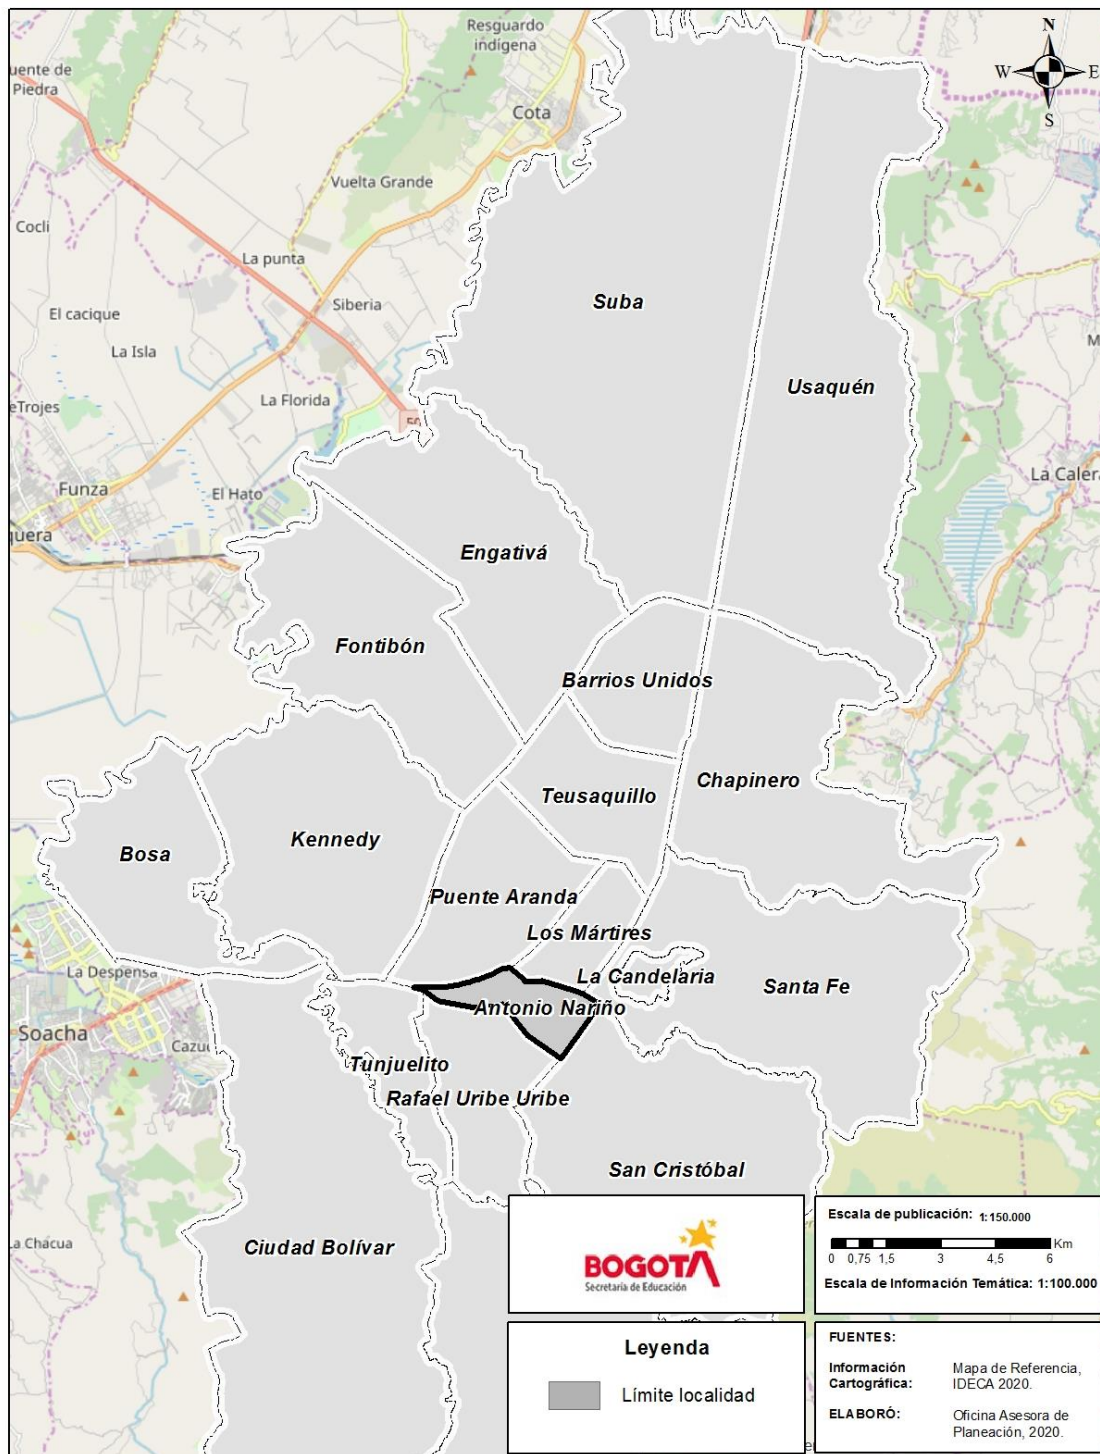 Resguardo
indígena
N
W
E
S
uente de
Piedra
Cota
Vuelta Grande
Cocli
La punta
Siberia
El cacique
La Isla
Suba
Usaquén
eTrojes
La Florida
50
La Calera
Funza
El Hato
quera
Engativá
Fontibón
Barrios Unidos
Chapinero
Teusaquillo
Kennedy
Bosa
Puente Aranda
Los Mártires
La Despensa
La Candelaria
Santa Fe
Antonio Nariño
Soacha
Cazuc
Tunjuelito
Rafael Uribe Uribe
San Cristóbal
a Chacua
Ciudad Bolívar
BOGOTÁ
Secretaría de Educación
Escala de publicación: 1:150.000
Km
0 0,75 1,5 3 4,5 6
Escala de Información Temática: 1:100.000
Leyenda
Límite localidad
FUENTES:
Información
Cartográfica:
Mapa de Referencia,
IDECA 2020.
ELABORÓ:
Oficina Asesora de
Planeación, 2020.